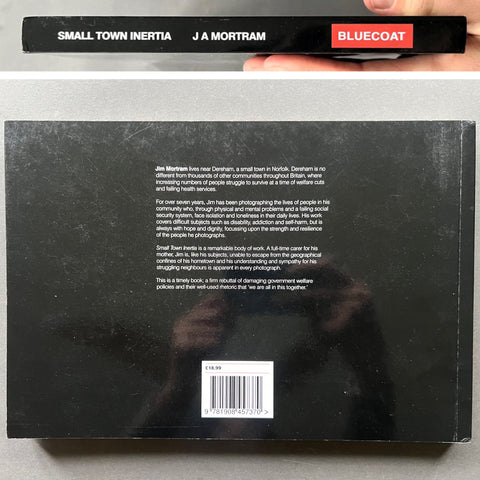 SMALL TOWN INERTIA J A MORTRAM BLUECOAT
Jim Mortram lives near Dereham, a small town in Norfolk. Dereham is no
different from thousands of other communities throughout Britain, where
increasing numbers of people struggle to survive at a time of welfare cuts
and failing health services.
For over seven years, Jim has been photographing the lives of people in his
community who, through physical and mental problems and a failing social
security system, face isolation and loneliness in their daily lives. His work
covers difficult subjects such as disability, addiction and self-harm, but is
always with hope and dignity, focussing upon the strength and resilience
of the people he photographs.
Small Town Inertia is a remarkable body of work. A full-time carer for his
mother, Jim is, like his subjects, unable to escape from the geographical
confines of his hometown and his understanding and sympathy for his
struggling neighbours is apparent in every photograph.
This is a timely book; a firm rebuttal of damaging government welfare
policies and their well-used rhetoric that 'we are all in this together.'
£18.99
9 781908 457370 >